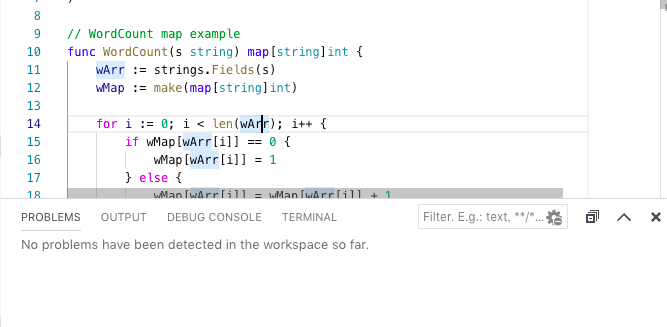 9 // WordCount map example
10 func WordCount(s string) map[string]int {
11 wArr := strings.Fields(s)
12 wMap := make(map[string]int)
13
14 for i := 0; i < len(wArr); i++ {
15 if wMap[wArr[i]] == 0 {
16 wMap[wArr[i]] = 1
17 } else {
18 wMap[wArr[i]] = wMap[wArr[i]] + 1
PROBLEMS OUTPUT DEBUG CONSOLE TERMINAL Filter. E.g.: text, **/*...
No problems have been detected in the workspace so far.